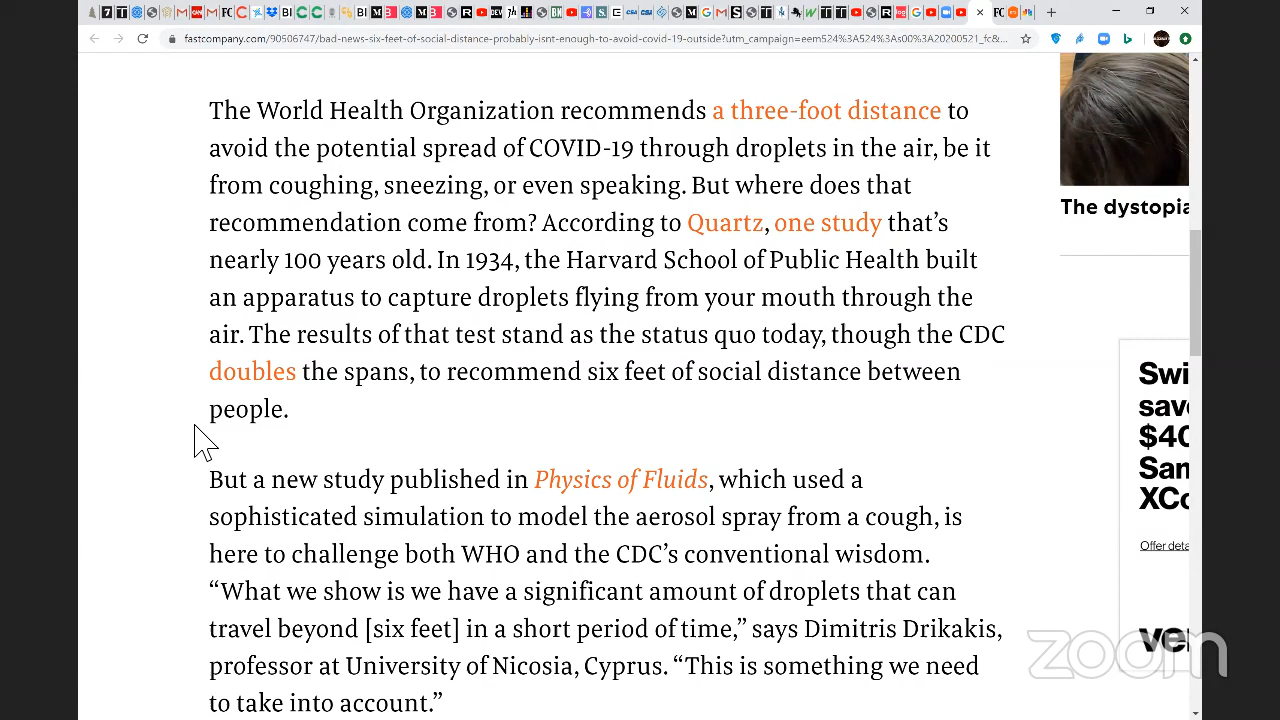 fastcompany.com/90506747/bad-news-six-feet-of-social-distance-probably-isnt-enough-to-avoid-covid-19-outside?utm_campaign=eem524%3A524%3As00%3A20200521_fc&...
The World Health Organization recommends a three-foot distance to
avoid the potential spread of COVID-19 through droplets in the air, be it
from coughing, sneezing, or even speaking. But where does that
recommendation come from? According to Quartz, one study that’s
nearly 100 years old. In 1934, the Harvard School of Public Health built
an apparatus to capture droplets flying from your mouth through the
air. The results of that test stand as the status quo today, though the CDC
doubles the spans, to recommend six feet of social distance between
people.
But a new study published in Physics of Fluids, which used a
sophisticated simulation to model the aerosol spray from a cough, is
here to challenge both WHO and the CDC’s conventional wisdom.
“What we show is we have a significant amount of droplets that can
travel beyond [six feet] in a short period of time,” says Dimitris Drikakis,
professor at University of Nicosia, Cyprus. “This is something we need
to take into account.”
The dystopia
Swi
save
$40
Sam
XCo
Offer deta
ver
zoom